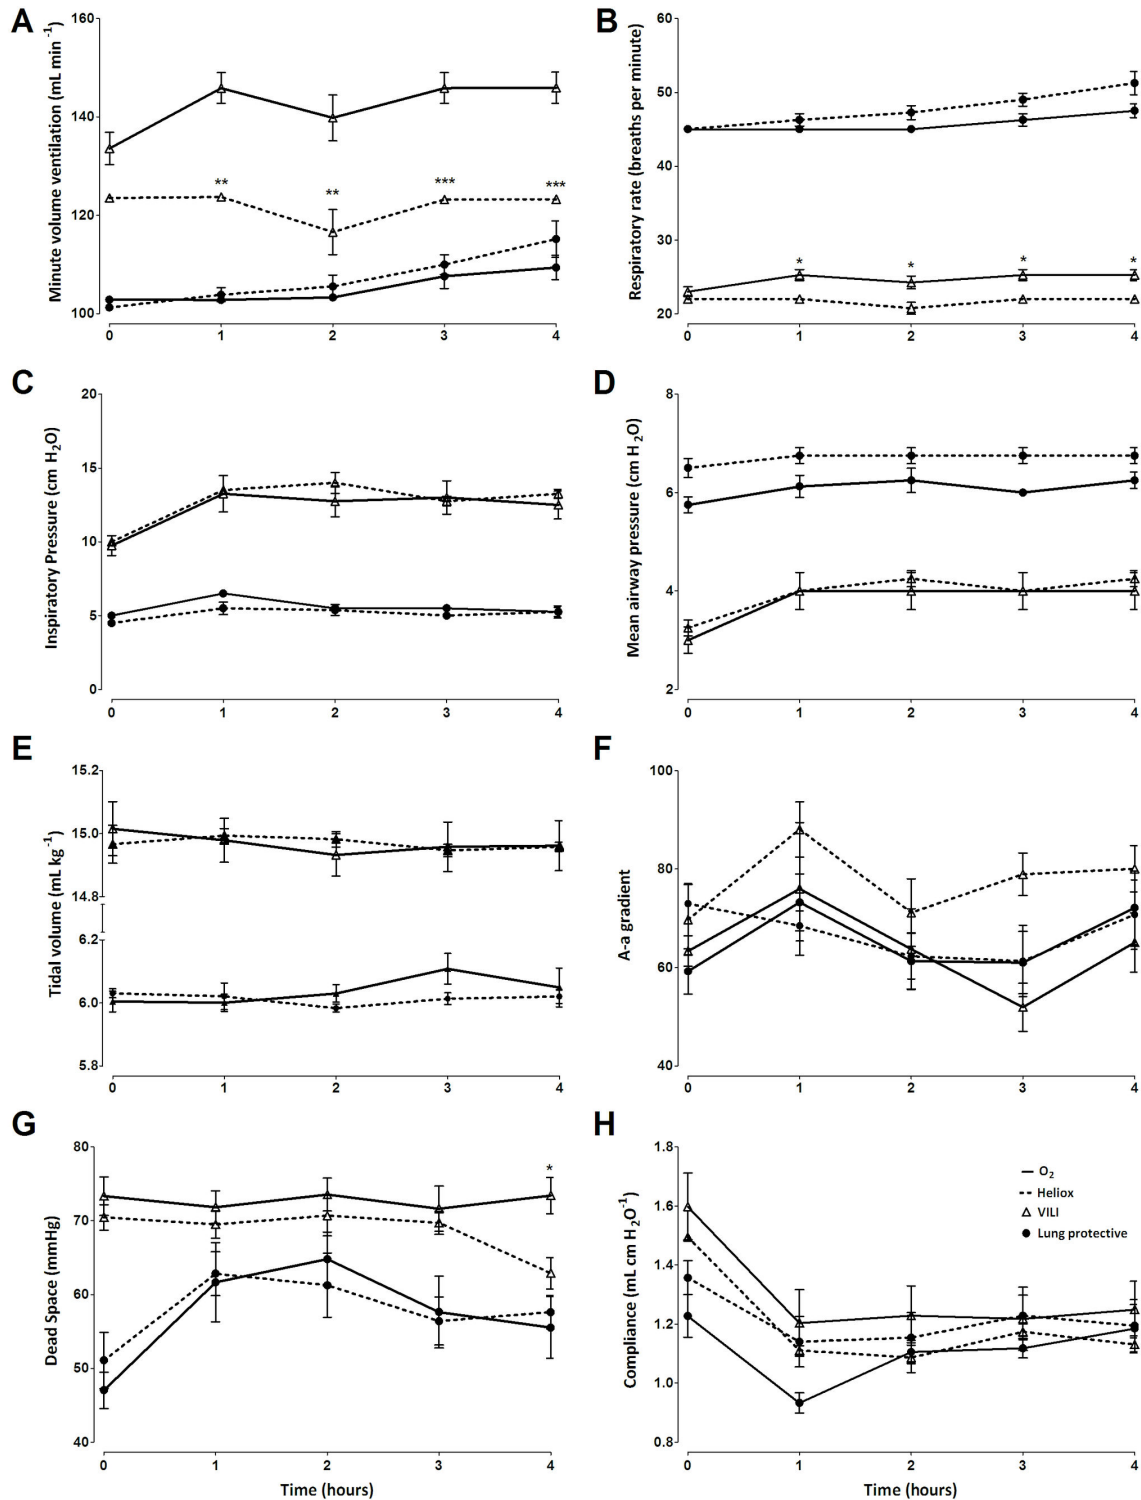 A
Minute volume ventilation (mL min⁻¹)
160
140
120
100
**
**
***
***
0 1 2 3 4
B
Respiratory rate (breaths per minute)
60
50
40
30
20
*
*
*
*
0 1 2 3 4
C
Inspiratory Pressure (cm H₂O)
20
15
10
5
0
0 1 2 3 4
D
Mean airway pressure (cm H₂O)
8
6
4
2
0 1 2 3 4
E
Tidal volume (mL kg⁻¹)
15.2
15.0
14.8
6.2
6.0
5.8
0 1 2 3 4
F
A-a gradient
100
80
60
40
0 1 2 3 4
G
Dead Space (mmHg)
80
70
60
50
40
*
0 1 2 3 4
Time (hours)
H
Compliance (mL cm H₂O⁻¹)
1.8
1.6
1.4
1.2
1.0
0.8
O₂
Heliox
VILI
Lung protective
0 1 2 3 4
Time (hours)